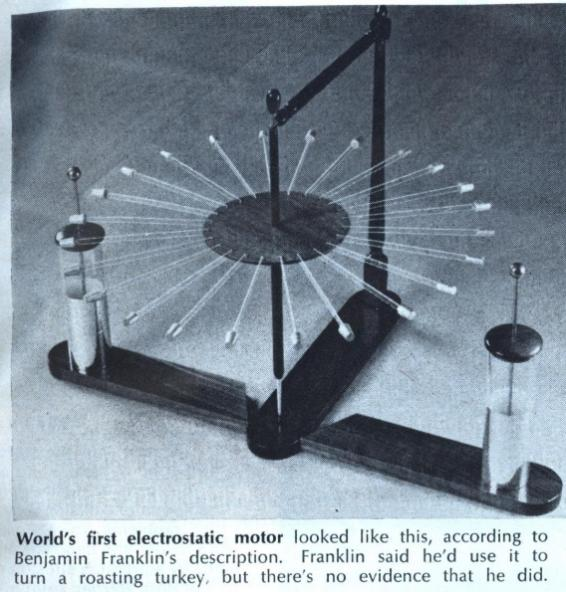 World's first electrostatic motor looked like this, according to
Benjamin Franklin's description. Franklin said he'd use it to
turn a roasting turkey, but there's no evidence that he did.